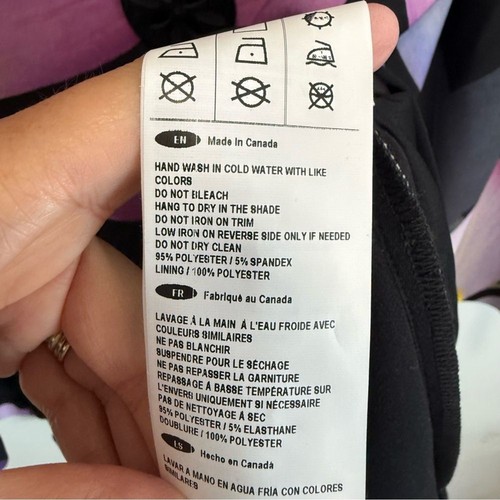 EN Made In Canada
HAND WASH IN COLD WATER WITH LIKE
COLORS
DO NOT BLEACH
HANG TO DRY IN THE SHADE
DO NOT IRON ON TRIM
LOW IRON ON REVERSE SIDE ONLY IF NEEDED
DO NOT DRY CLEAN
95% POLYESTER / 5% SPANDEX
LINING / 100% POLYESTER
FR Fabriqué au Canada
LAVAGE À LA MAIN À L'EAU FROIDE AVEC
COULEURS SIMILAIRES
NE PAS BLANCHIR
SUSPENDRE POUR LE SÉCHAGE
NE PAS REPASSER LA GARNITURE
REPASSAGE À BASSE TEMPÉRATURE SUR
L'ENVERS UNIQUEMENT SI NÉCESSAIRE
PAS DE NETTOYAGE À SEC
95% POLYESTER / 5% ELASTHANE
DOUBLURE / 100% POLYESTER
ES Hecho en Canadá
LAVAR A MANO EN AGUA FRÍA CON COLORES
SIMILARES